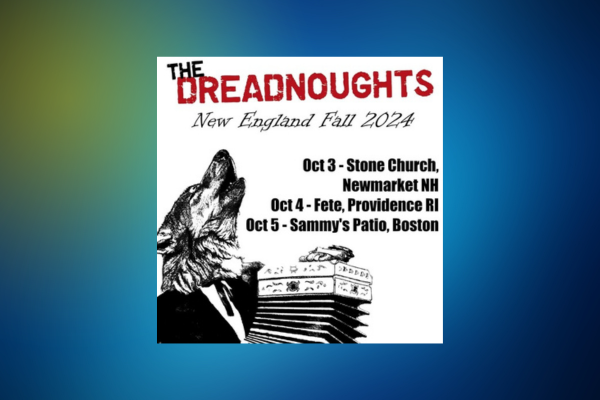 THE
DREADNOUGHTS
New England Fall 2024
Oct 3 - Stone Church,
Newmarket NH
Oct 4 - Fete, Providence RI
Oct 5 - Sammy's Patio, Boston